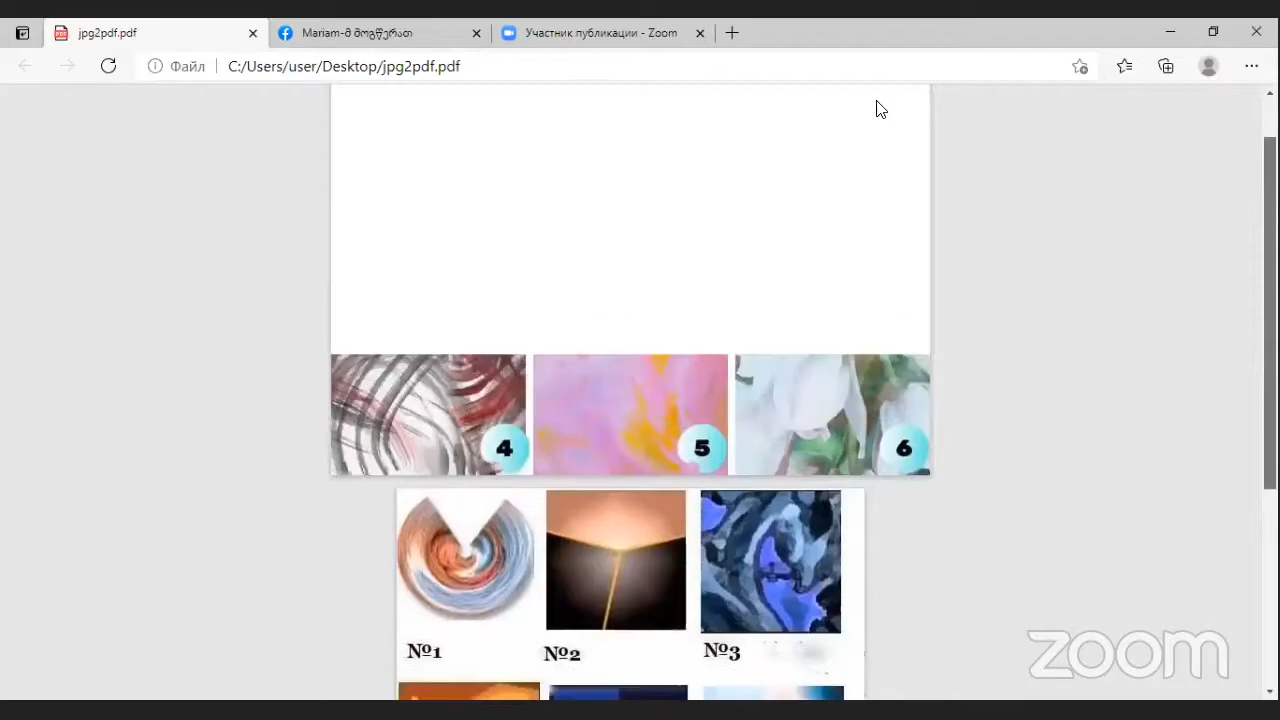 jpg2pdf.pdf
Mariam-მ მოგწერათ
Участник публикации - Zoom
Файл
C:/Users/user/Desktop/jpg2pdf.pdf
4
5
6
№1
№2
№3
zoom